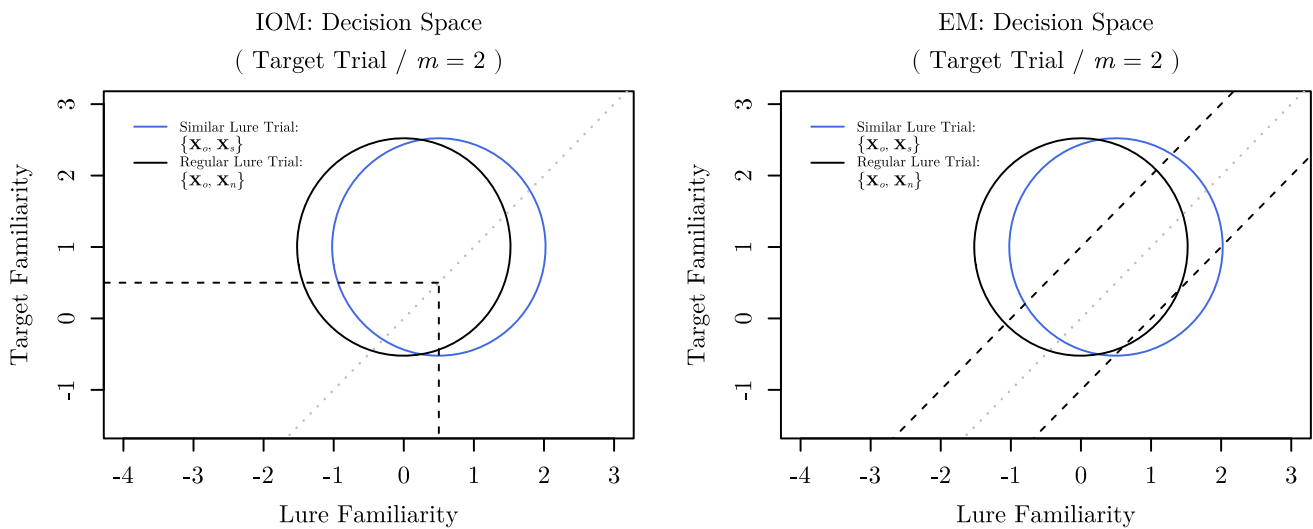 IOM: Decision Space
( Target Trial / m = 2 )
Similar Lure Trial:
{X_o, X_s}
Regular Lure Trial:
{X_o, X_n}
Target Familiarity
3
2
1
0
-1
-4 -3 -2 -1 0 1 2 3
Lure Familiarity
EM: Decision Space
( Target Trial / m = 2 )
Similar Lure Trial:
{X_o, X_s}
Regular Lure Trial:
{X_o, X_n}
Target Familiarity
3
2
1
0
-1
-4 -3 -2 -1 0 1 2 3
Lure Familiarity